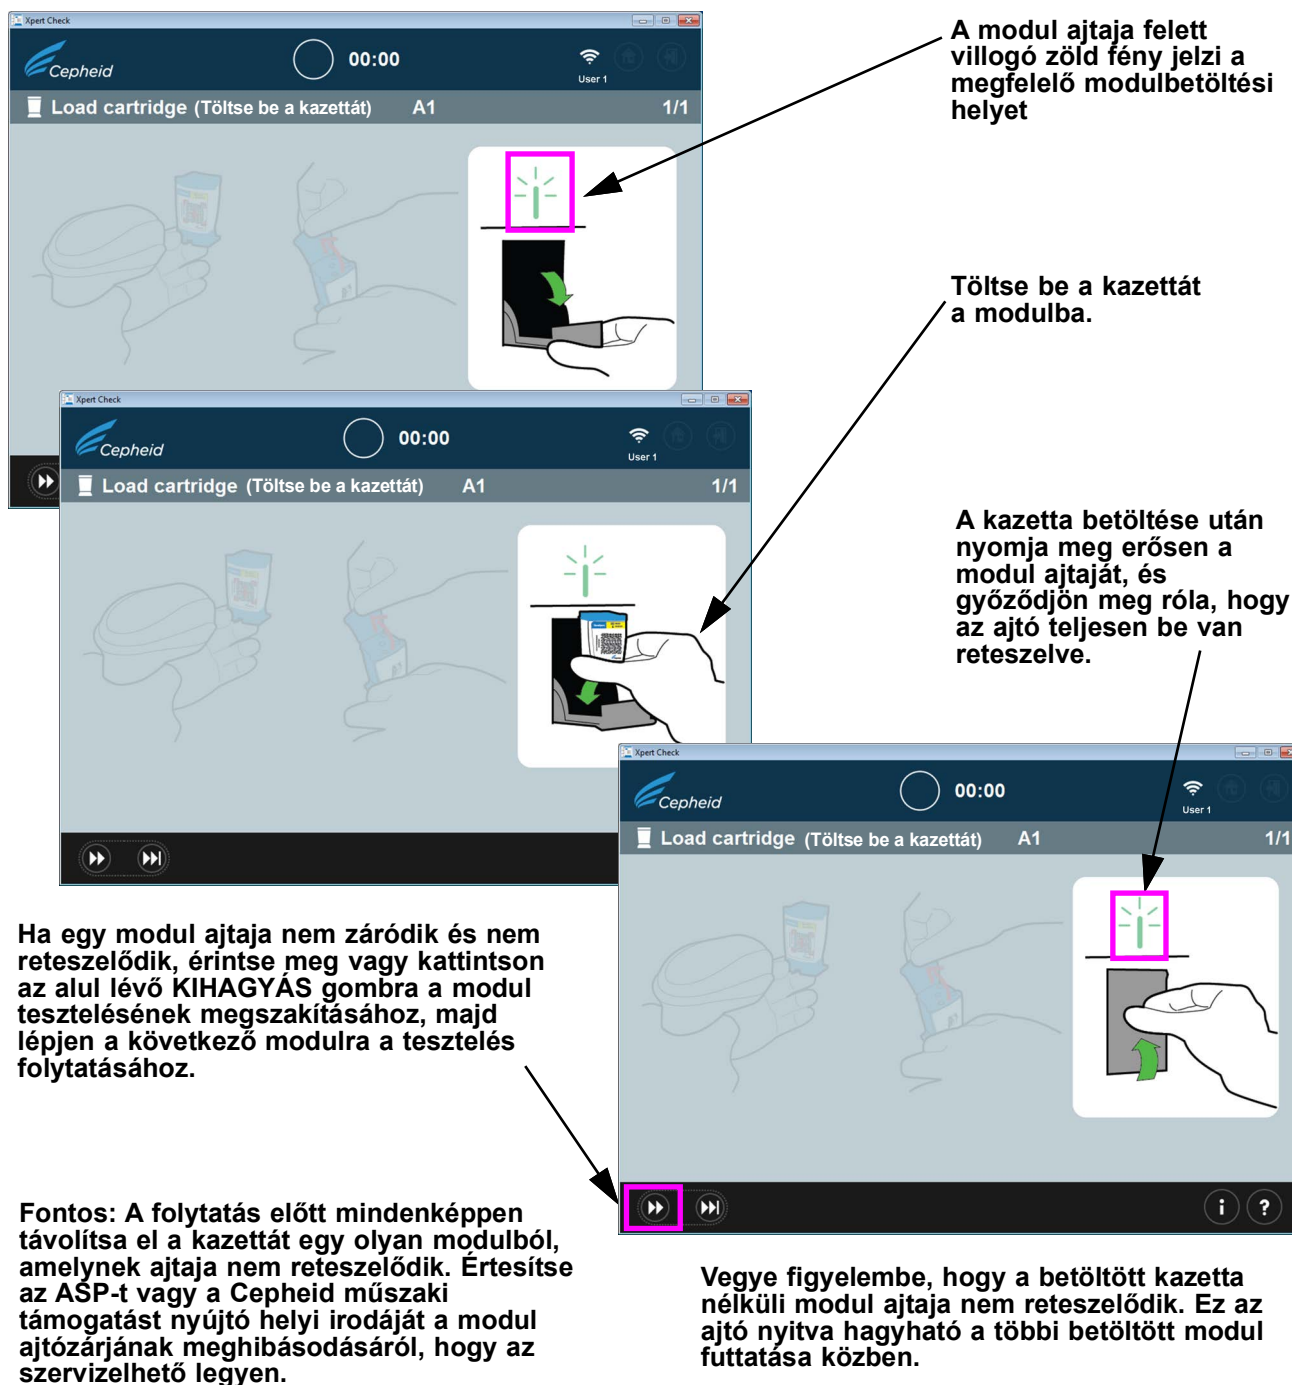 Xpert Check
Cepheid
00:00
User 1
Load cartridge (Töltse be a kazettát) A1 1/1
A modul ajtaja felett
villogó zöld fény jelzi a
megfelelő modulbetöltési
helyet
Töltse be a kazettát
a modulba.
Xpert Check
Cepheid
00:00
User 1
Load cartridge (Töltse be a kazettát) A1 1/1
A kazetta betöltése után
nyomja meg erősen a
modul ajtaját, és
győződjön meg róla, hogy
az ajtó teljesen be van
reteszelve.
Xpert Check
Cepheid
00:00
User 1
Load cartridge (Töltse be a kazettát) A1 1/1
Ha egy modul ajtaja nem záródik és nem
reteszelődik, érintse meg vagy kattintson
az alul lévő KIHAGYÁS gombra a modul
tesztelésének megszakításához, majd
lépjen a következő modulra a tesztelés
folytatásához.
i ?
Fontos: A folytatás előtt mindenképpen
távolítsa el a kazettát egy olyan modulból,
amelynek ajtaja nem reteszelődik. Értesítse
az ASP-t vagy a Cepheid műszaki
támogatást nyújtó helyi irodáját a modul
ajtózárjának meghibásodásáról, hogy az
szervizelhető legyen.
Vegye figyelembe, hogy a betöltött kazetta
nélküli modul ajtaja nem reteszelődik. Ez az
ajtó nyitva hagyható a többi betöltött modul
futtatása közben.